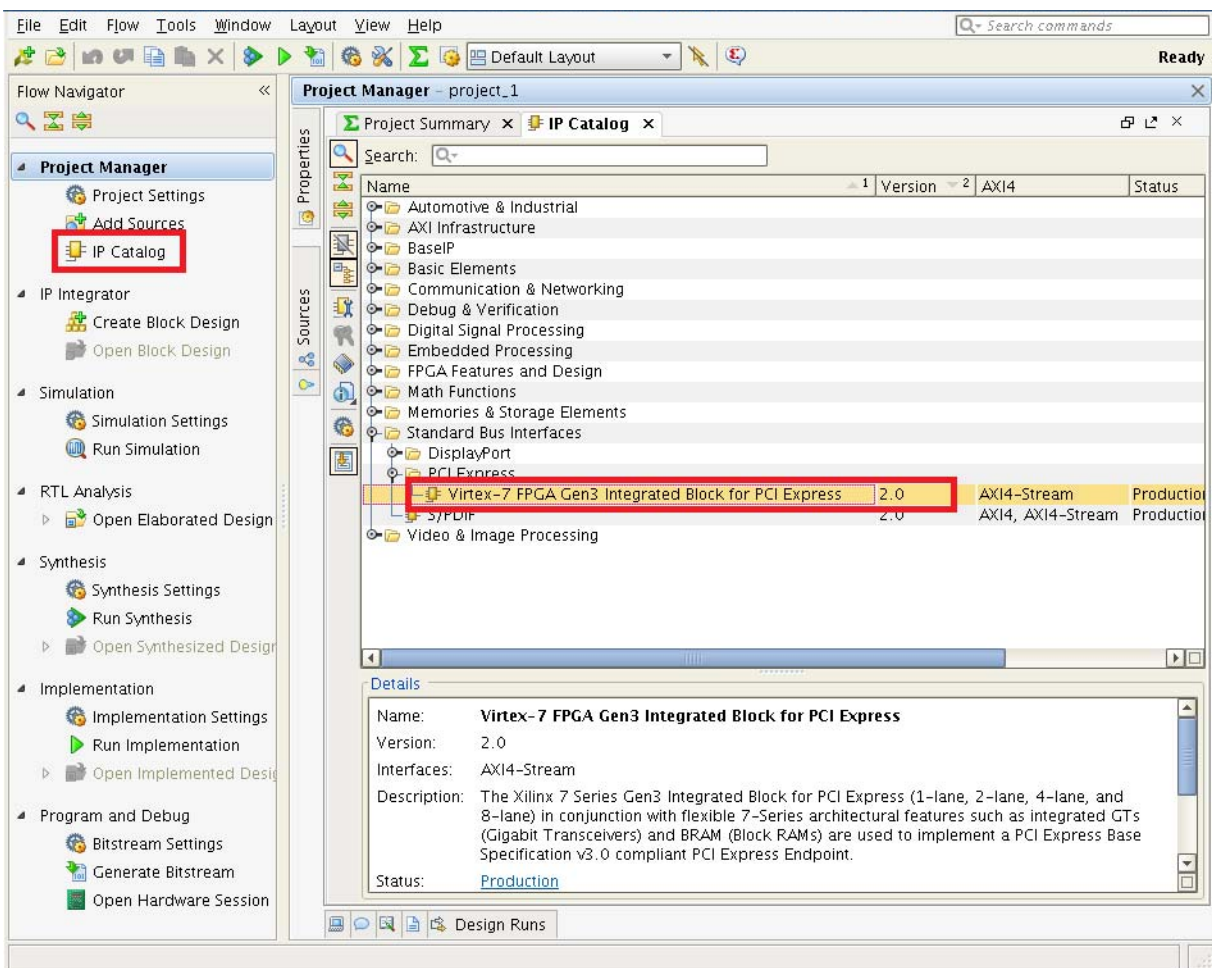 File Edit Flow Tools Window Layout View Help
Search commands
Default Layout
Ready
Flow Navigator
Project Manager
Project Settings
Add Sources
IP Catalog
IP Integrator
Create Block Design
Open Block Design
Simulation
Simulation Settings
Run Simulation
RTL Analysis
Open Elaborated Design
Synthesis
Synthesis Settings
Run Synthesis
Open Synthesized Design
Implementation
Implementation Settings
Run Implementation
Open Implemented Desig
Program and Debug
Bitstream Settings
Generate Bitstream
Open Hardware Session
Project Manager - project_1
Properties
Sources
Project Summary IP Catalog
Search:
Name 1 Version 2 AXI4 Status
Automotive & Industrial
AXI Infrastructure
BaseIP
Basic Elements
Communication & Networking
Debug & Verification
Digital Signal Processing
Embedded Processing
FPGA Features and Design
Math Functions
Memories & Storage Elements
Standard Bus Interfaces
DisplayPort
PCI Express
Virtex-7 FPGA Gen3 Integrated Block for PCI Express 2.0 AXI4-Stream Production
S/PDIF 2.0 AXI4, AXI4-Stream Production
Video & Image Processing
Details
Name: Virtex-7 FPGA Gen3 Integrated Block for PCI Express
Version: 2.0
Interfaces: AXI4-Stream
Description: The Xilinx 7 Series Gen3 Integrated Block for PCI Express (1-lane, 2-lane, 4-lane, and
8-lane) in conjunction with flexible 7-Series architectural features such as integrated GTs
(Gigabit Transceivers) and BRAM (Block RAMs) are used to implement a PCI Express Base
Specification v3.0 compliant PCI Express Endpoint.
Status: Production
Design Runs